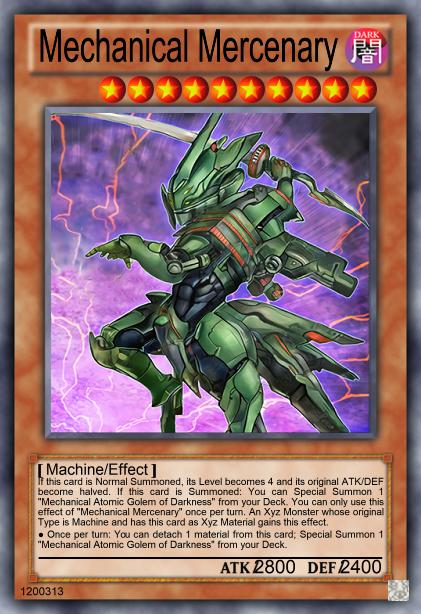 Mechanical Mercenary
DARK
闇
[ Machine/Effect ]
If this card is Normal Summoned, its Level becomes 4 and its original ATK/DEF
become halved. If this card is Summoned: You can Special Summon 1
"Mechanical Atomic Golem of Darkness" from your Deck. You can only use this
effect of "Mechanical Mercenary" once per turn. An Xyz Monster whose original
Type is Machine and has this card as Xyz Material gains this effect.
● Once per turn: You can detach 1 material from this card; Special Summon 1
"Mechanical Atomic Golem of Darkness" from your Deck.
ATK/2800 DEF/2400
1200313